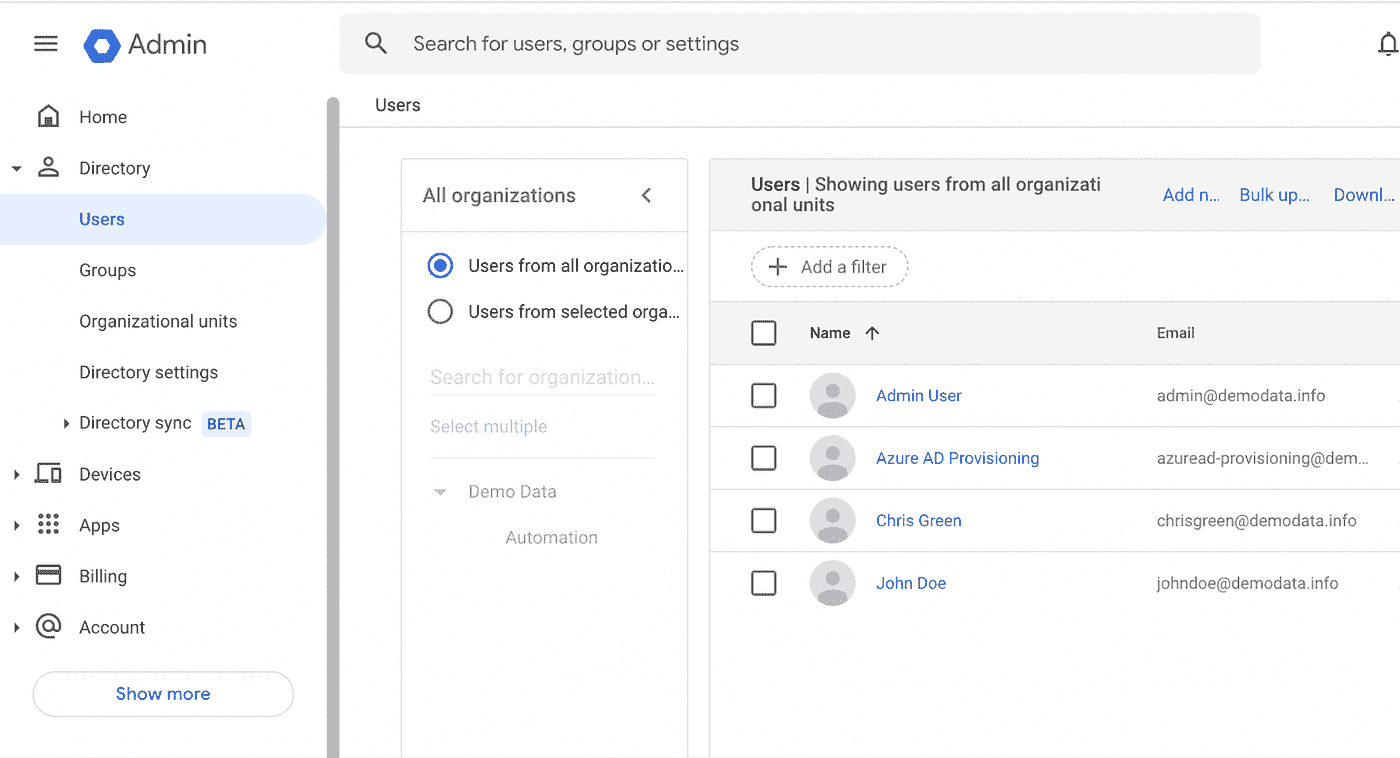 Admin
Search for users, groups or settings
Home
Directory
Users
Groups
Organizational units
Directory settings
Directory sync BETA
Devices
Apps
Billing
Account
Show more
Users
All organizations
Users from all organizatio...
Users from selected orga...
Search for organization...
Select multiple
Demo Data
Automation
Users | Showing users from all organizati
onal units
Add n... Bulk up... Downl...
Add a filter
Name Email
Admin User admin@demodata.info
Azure AD Provisioning azuread-provisioning@dem...
Chris Green chrisgreen@demodata.info
John Doe johndoe@demodata.info